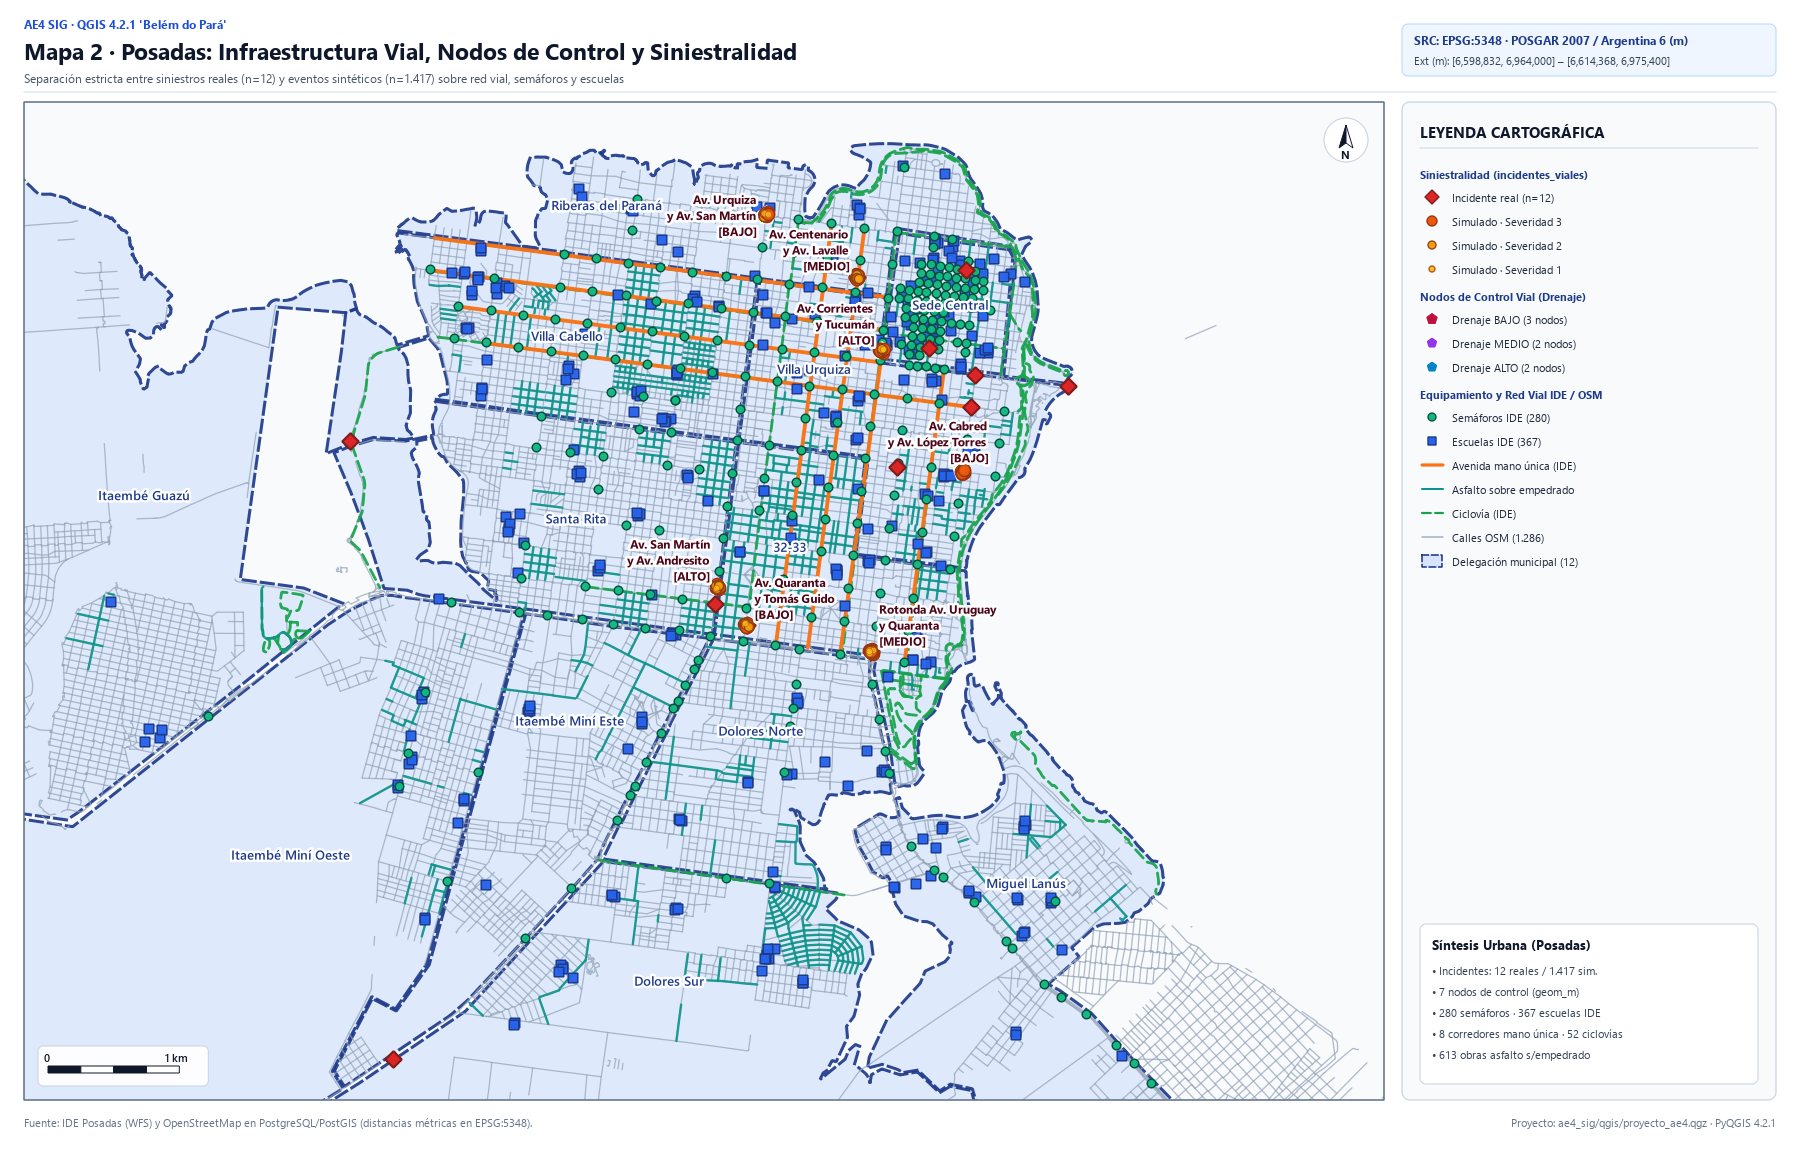 AE4 SIG · QGIS 4.2.1 'Belém do Pará'
Mapa 2 · Posadas: Infraestructura Vial, Nodos de Control y Siniestralidad
Separación estricta entre siniestros reales (n=12) y eventos sintéticos (n=1.417) sobre red vial, semáforos y escuelas
SRC: EPSG:5348 · POSGAR 2007 / Argentina 6 (m)
Ext (m): [6,598,832, 6,964,000] – [6,614,368, 6,975,400]
N
Riberas del Paraná
Av. Urquiza
y Av. San Martín
[BAJO]
Av. Centenario
y Av. Lavalle
[MEDIO]
Sede Central
Av. Corrientes
y Tucumán
[ALTO]
Villa Cabello
Villa Urquiza
Av. Cabred
y Av. López Torres
[BAJO]
Itaembé Guazú
Santa Rita
32-33
Av. San Martín
y Av. Andresito
[ALTO]
Av. Quaranta
y Tomás Guido
[BAJO]
Rotonda Av. Uruguay
y Quaranta
[MEDIO]
Itaembé Miní Este
Dolores Norte
Itaembé Miní Oeste
Miguel Lanús
Dolores Sur
0 1 km
LEYENDA CARTOGRÁFICA
Siniestralidad (incidentes_viales)
Incidente real (n=12)
Simulado · Severidad 3
Simulado · Severidad 2
Simulado · Severidad 1
Nodos de Control Vial (Drenaje)
Drenaje BAJO (3 nodos)
Drenaje MEDIO (2 nodos)
Drenaje ALTO (2 nodos)
Equipamiento y Red Vial IDE / OSM
Semáforos IDE (280)
Escuelas IDE (367)
Avenida mano única (IDE)
Asfalto sobre empedrado
Ciclovía (IDE)
Calles OSM (1.286)
Delegación municipal (12)
Síntesis Urbana (Posadas)
• Incidentes: 12 reales / 1.417 sim.
• 7 nodos de control (geom_m)
• 280 semáforos · 367 escuelas IDE
• 8 corredores mano única · 52 ciclovías
• 613 obras asfalto s/empedrado
Fuente: IDE Posadas (WFS) y OpenStreetMap en PostgreSQL/PostGIS (distancias métricas en EPSG:5348).
Proyecto: ae4_sig/qgis/proyecto_ae4.qgz · PyQGIS 4.2.1